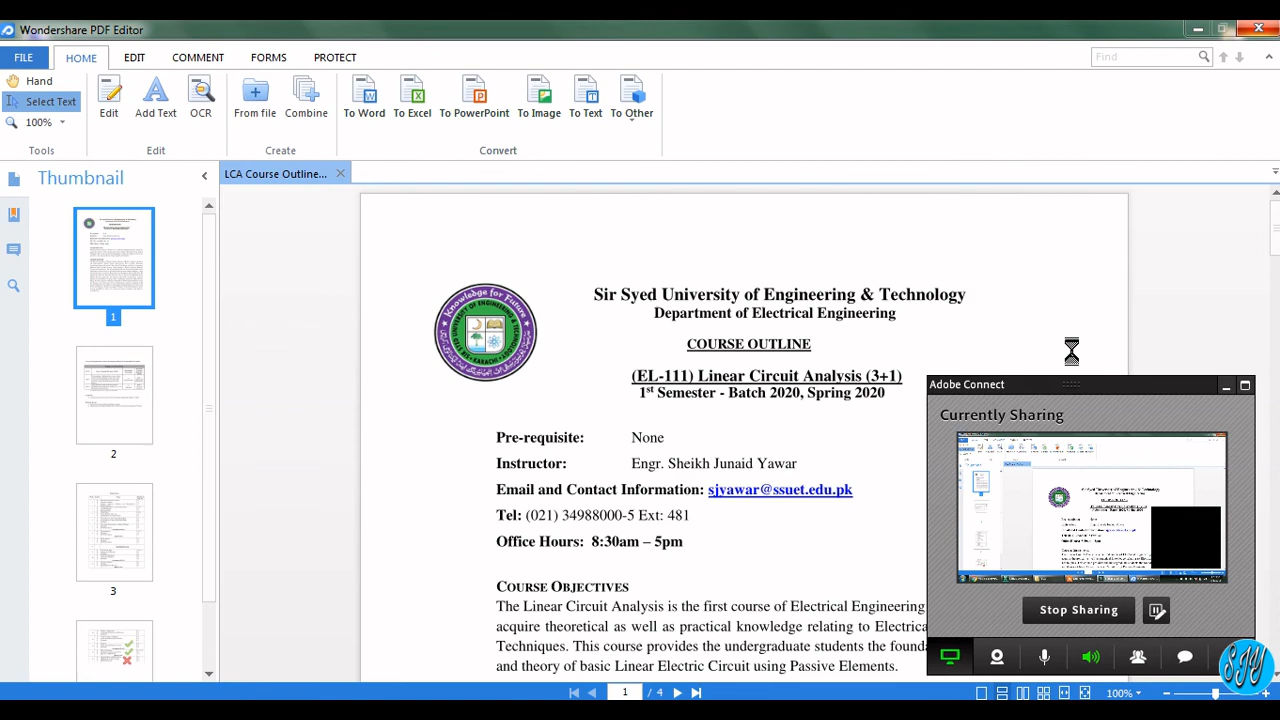 Wondershare PDF Editor
FILE HOME EDIT COMMENT FORMS PROTECT
Find
Hand
Select Text
100%
Tools
Edit Add Text OCR
Edit
From file Combine
Create
To Word To Excel To PowerPoint To Image To Text To Other
Convert
Thumbnail
LCA Course Outline...
1
2
3
Knowledge for Future
Sir Syed University of Engineering & Technology
Department of Electrical Engineering
COURSE OUTLINE
(EL-111) Linear Circuit Analysis (3+1)
1st Semester - Batch 2020, Spring 2020
Pre-requisite: None
Instructor: Engr. Sheikh Junaid Yawar
Email and Contact Information: sjyawar@ssuet.edu.pk
Tel: (021) 34988000-5 Ext: 481
Office Hours: 8:30am – 5pm
COURSE OBJECTIVES
The Linear Circuit Analysis is the first course of Electrical Engineering
acquire theoretical as well as practical knowledge relating to Electrica
Techniques. This course provides the undergraduate students the founda
and theory of basic Linear Electric Circuit using Passive Elements.
Adobe Connect
Currently Sharing
Stop Sharing
SJY
1 / 4
100%